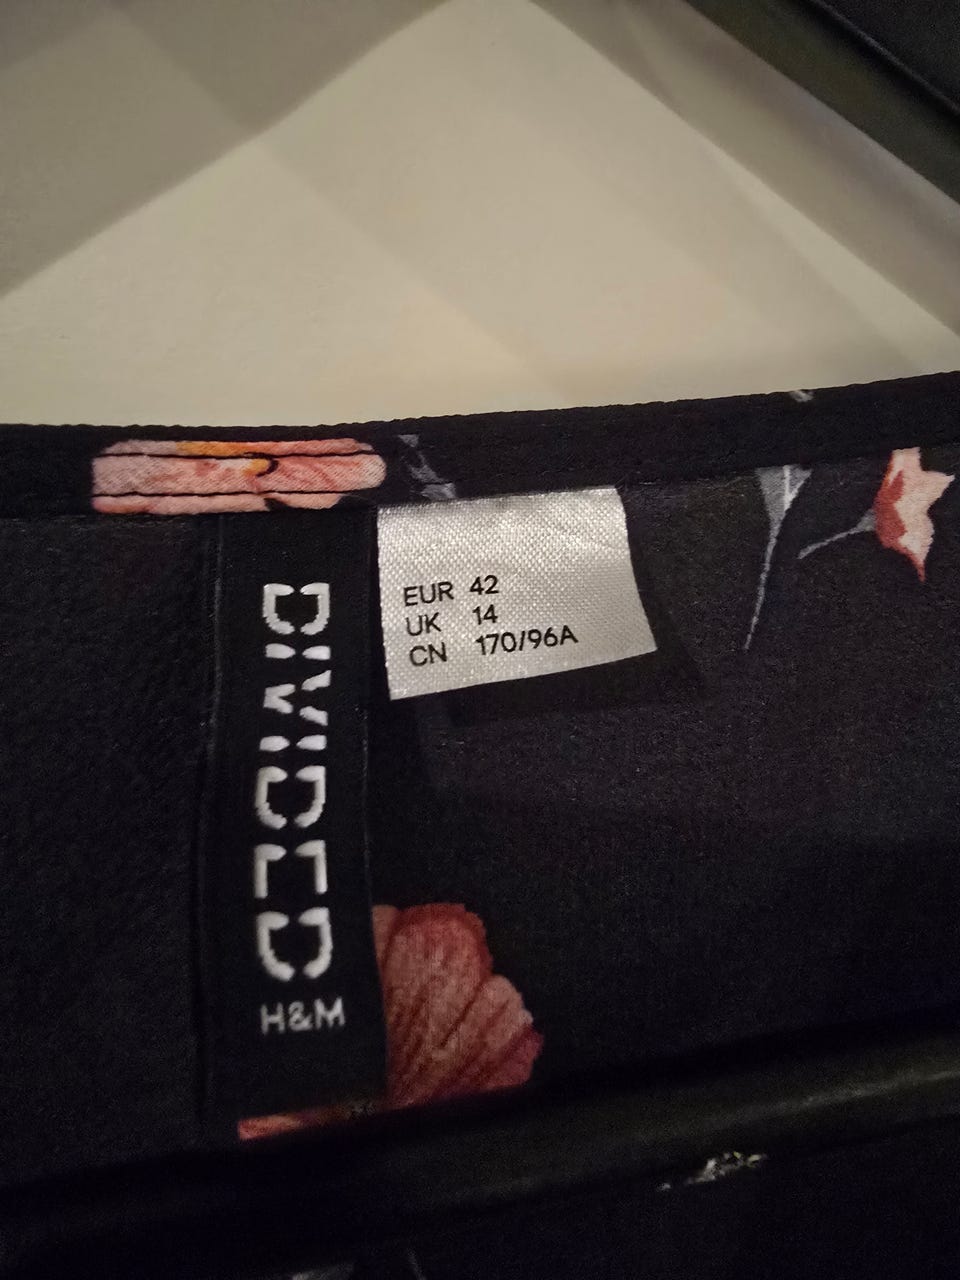 DIVIDED
H&M
EUR 42
UK 14
CN 170/96A